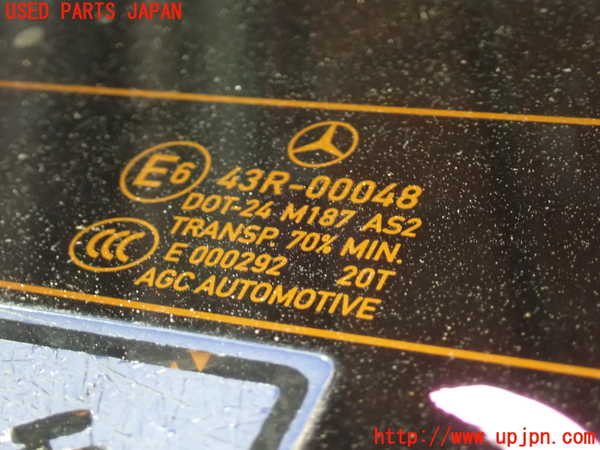 USED PARTS JAPAN
E6 43R-00048
DOT-24 M187 AS2
TRANSP. 70% MIN.
CCC E 000292 20T
AGC AUTOMOTIVE
http://www.upjpn.com/